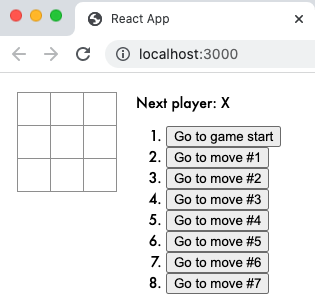 React App
localhost:3000
Next player: X
1. Go to game start
2. Go to move #1
3. Go to move #2
4. Go to move #3
5. Go to move #4
6. Go to move #5
7. Go to move #6
8. Go to move #7